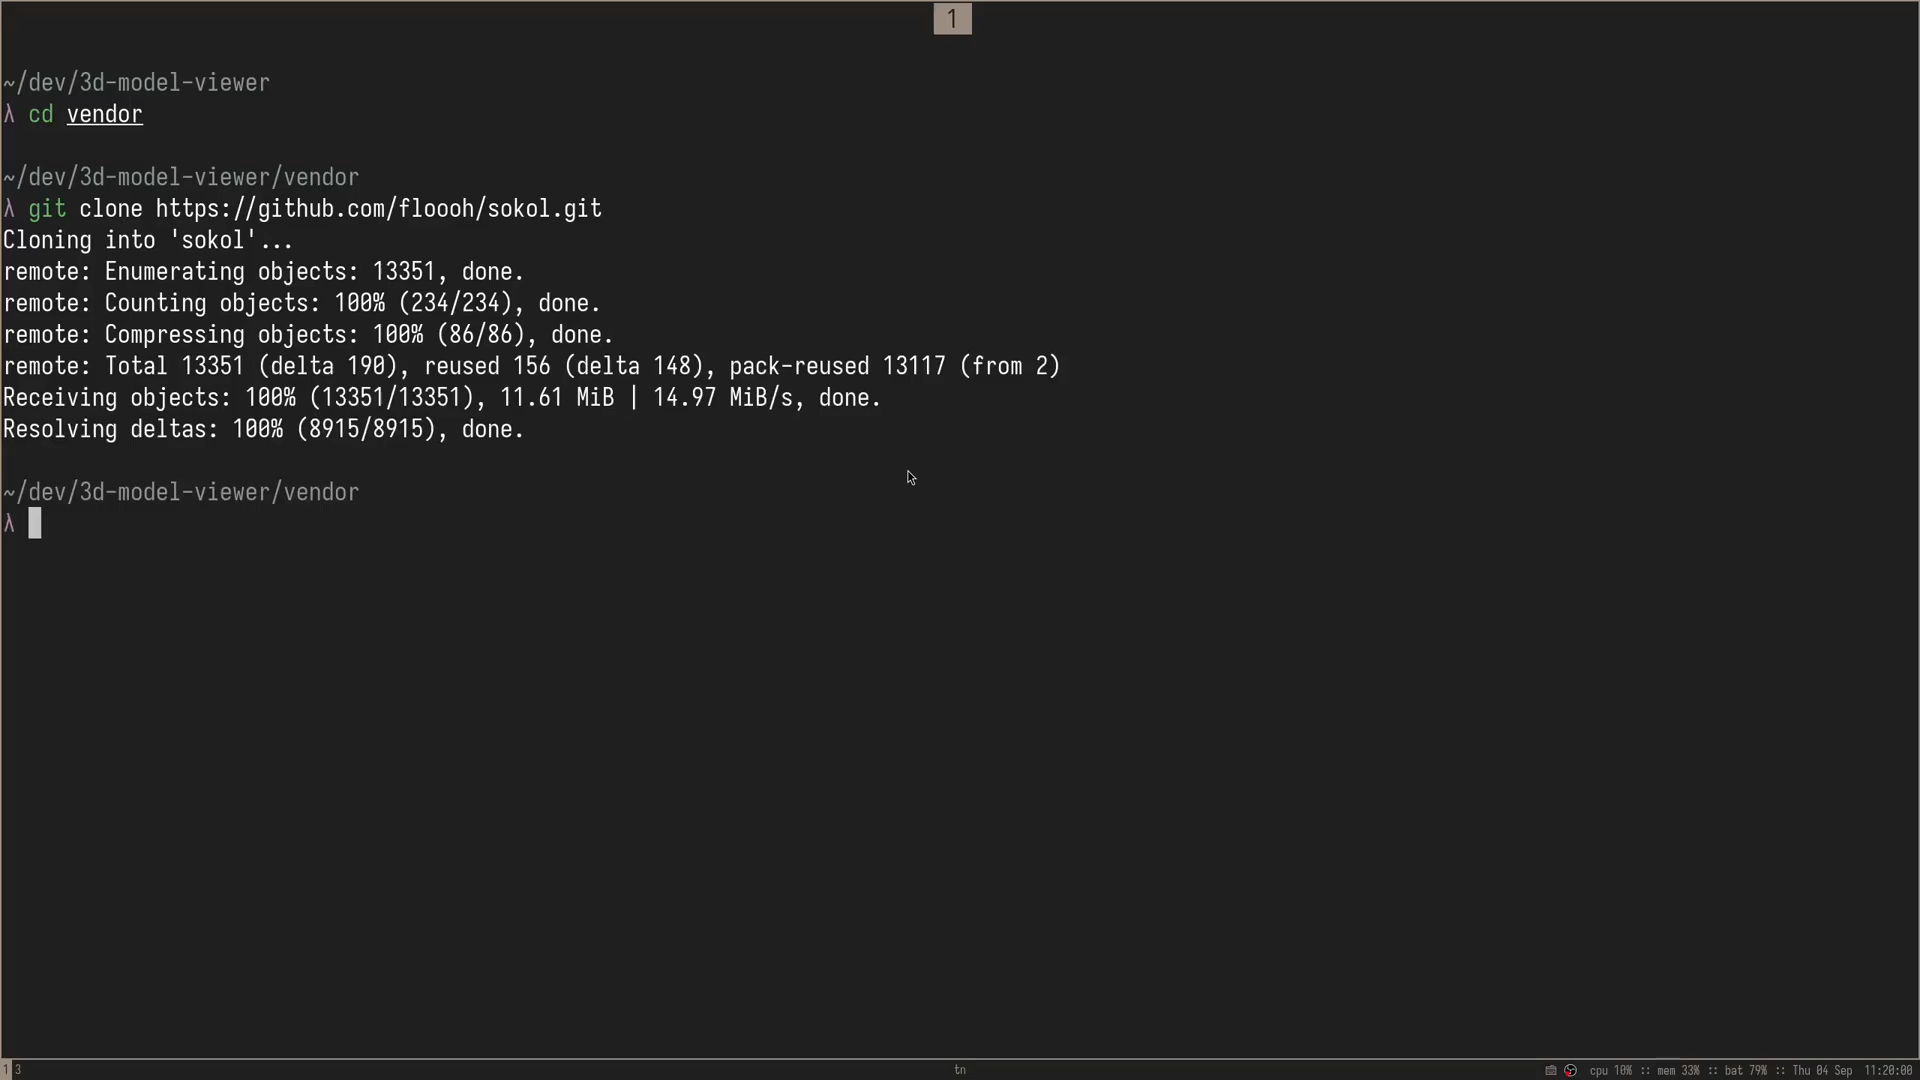 1
~/dev/3d-model-viewer
λ cd vendor
~/dev/3d-model-viewer/vendor
λ git clone https://github.com/floooh/sokol.git
Cloning into 'sokol'...
remote: Enumerating objects: 13351, done.
remote: Counting objects: 100% (234/234), done.
remote: Compressing objects: 100% (86/86), done.
remote: Total 13351 (delta 190), reused 156 (delta 148), pack-reused 13117 (from 2)
Receiving objects: 100% (13351/13351), 11.61 MiB | 14.97 MiB/s, done.
Resolving deltas: 100% (8915/8915), done.
~/dev/3d-model-viewer/vendor
λ
1 3 tn cpu 10% :: mem 33% :: bat 79% :: Thu 04 Sep 11:20:00